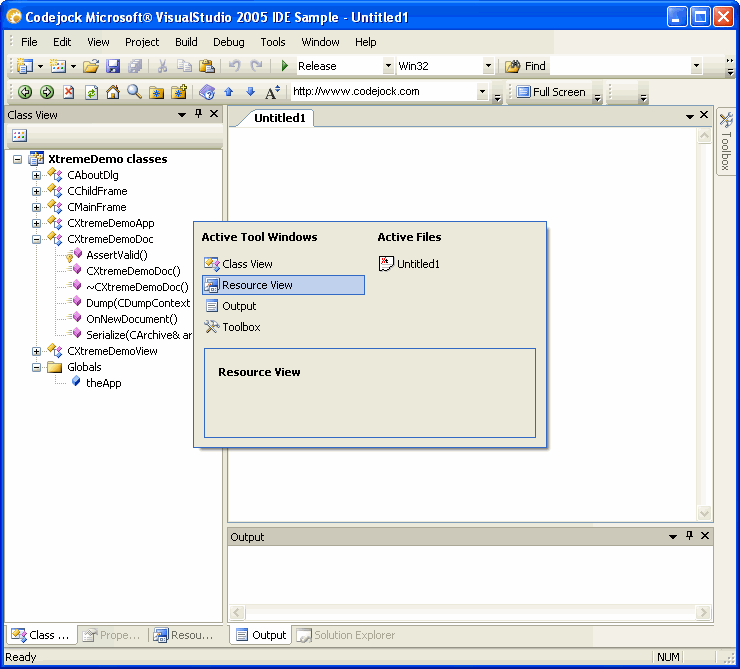 Codejock Microsoft® VisualStudio 2005 IDE Sample - Untitled1
File Edit View Project Build Debug Tools Window Help
Release Win32 Find
http://www.codejock.com Full Screen
Class View
Untitled1
Toolbox
XtremeDemo classes
CAboutDlg
CChildFrame
CMainFrame
CXtremeDemoApp
CXtremeDemoDoc
AssertValid()
CXtremeDemoDoc()
~CXtremeDemoDoc()
Dump(CDumpContext
OnNewDocument()
Serialize(CArchive& ar
CXtremeDemoView
Globals
theApp
Active Tool Windows Active Files
Class View Untitled1
Resource View
Output
Toolbox
Resource View
Output
Class ... Prope... Resou... Output Solution Explorer
Ready NUM